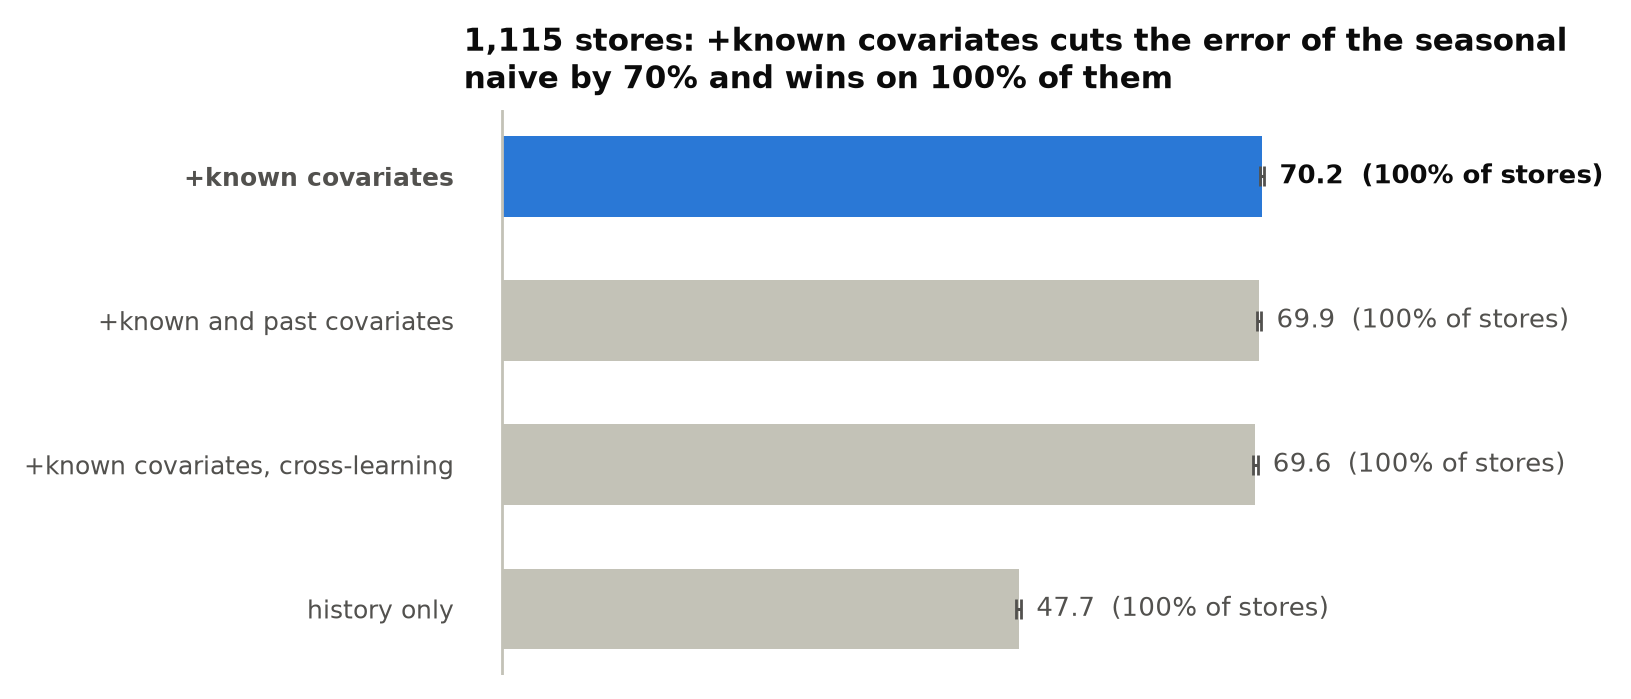 1,115 stores: +known covariates cuts the error of the seasonal
naive by 70% and wins on 100% of them
+known covariates
70.2 (100% of stores)
+known and past covariates
69.9 (100% of stores)
+known covariates, cross-learning
69.6 (100% of stores)
history only
47.7 (100% of stores)